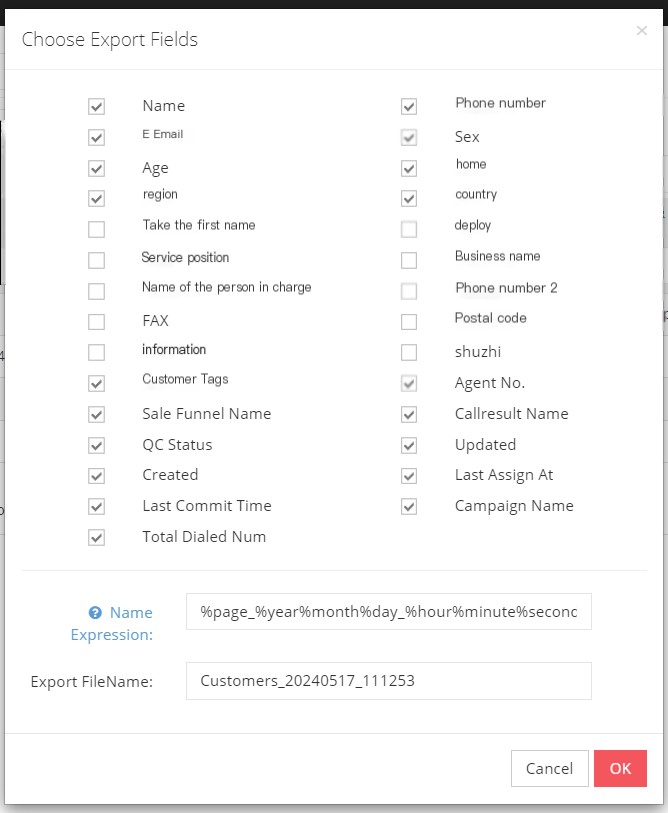 Choose Export Fields ×
Name Phone number
E Email Sex
Age home
region country
Take the first name deploy
Service position Business name
Name of the person in charge Phone number 2
FAX Postal code
information shuzhi
Customer Tags Agent No.
Sale Funnel Name Callresult Name
QC Status Updated
Created Last Assign At
Last Commit Time Campaign Name
Total Dialed Num
Name %page_%year%month%day_%hour%minute%second
Expression:
Export FileName: Customers_20240517_111253
Cancel OK